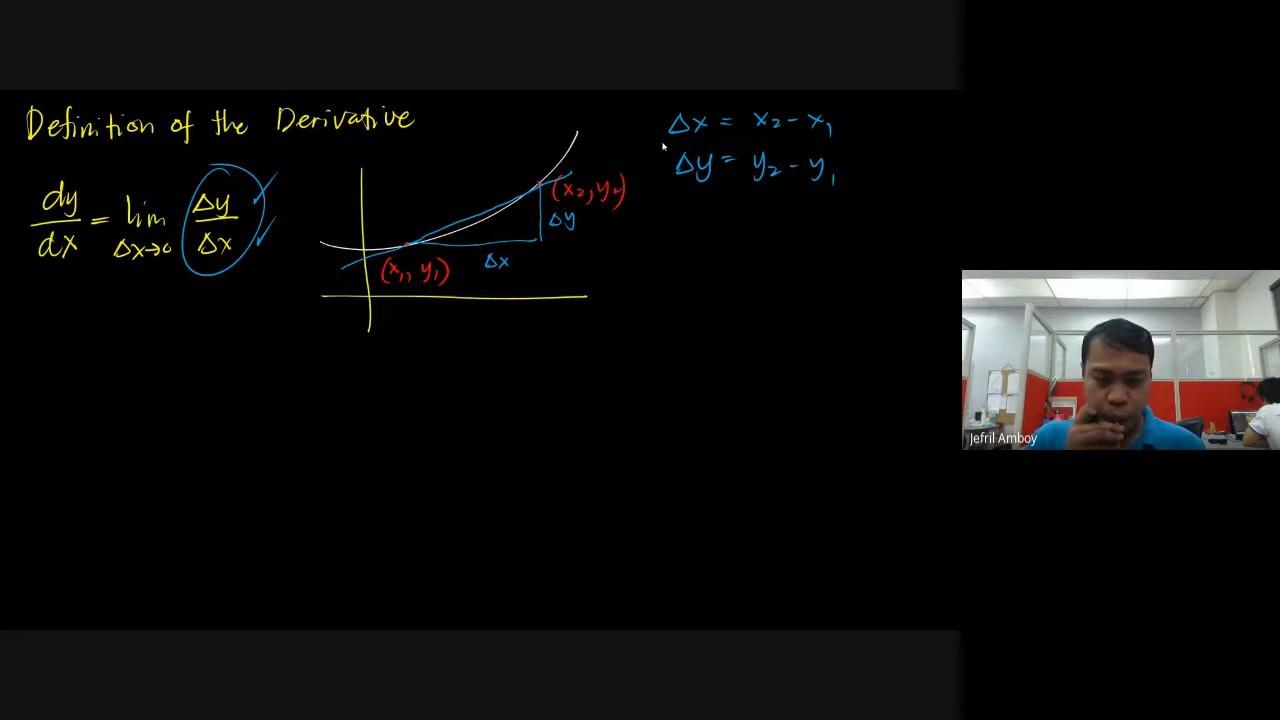 Definition of the Derivative
dy/dx = lim Δx→0 Δy/Δx
(x₂, y₂)
Δy
(x₁, y₁)
Δx
Δx = x₂ - x₁
Δy = y₂ - y₁
Jefril Amboy